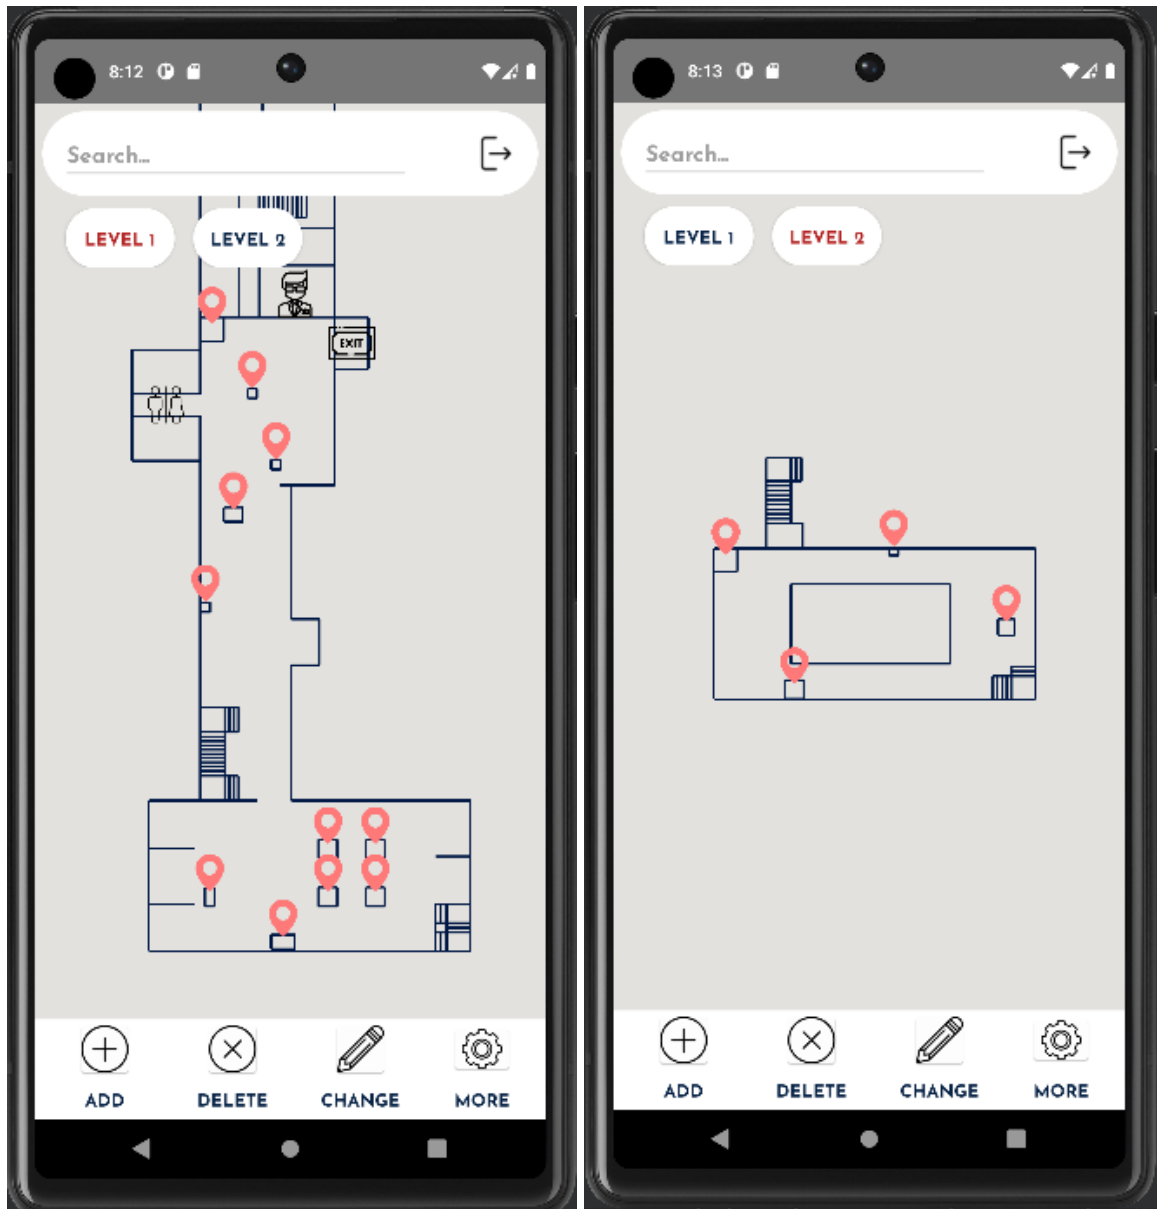 8:12
Search...
LEVEL 1
LEVEL 2
EXIT
ADD
DELETE
CHANGE
MORE
8:13
Search...
LEVEL 1
LEVEL 2
ADD
DELETE
CHANGE
MORE